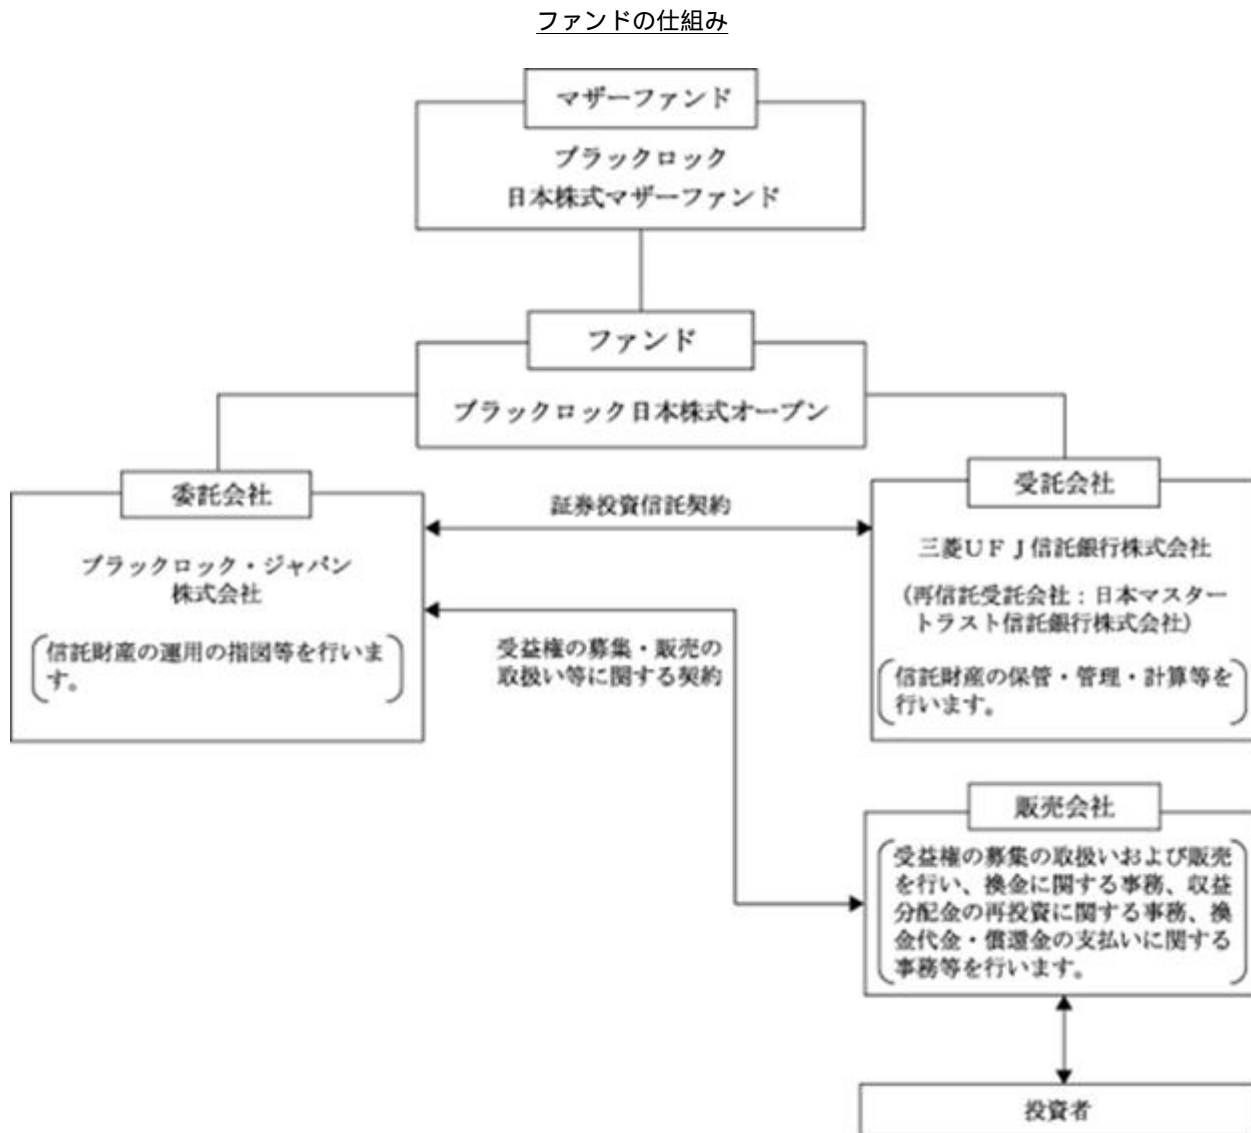 ファンドの仕組み
マザーファンド
ブラックロック
日本株式マザーファンド
ファンド
ブラックロック日本株式オープン
委託会社
ブラックロック・ジャパン
株式会社
信託財産の運用の指図等を行いま
す。
証券投資信託契約
受益権の募集・販売の
取扱い等に関する契約
受託会社
三菱UFJ信託銀行株式会社
(再信託受託会社:日本マスター
トラスト信託銀行株式会社)
信託財産の保管・管理・計算等を
行います。
販売会社
受益権の募集の取扱いおよび販売
を行い、換金に関する事務、収益
分配金の再投資に関する事務、換
金代金・償還金の支払いに関する
事務等を行います。
投資者